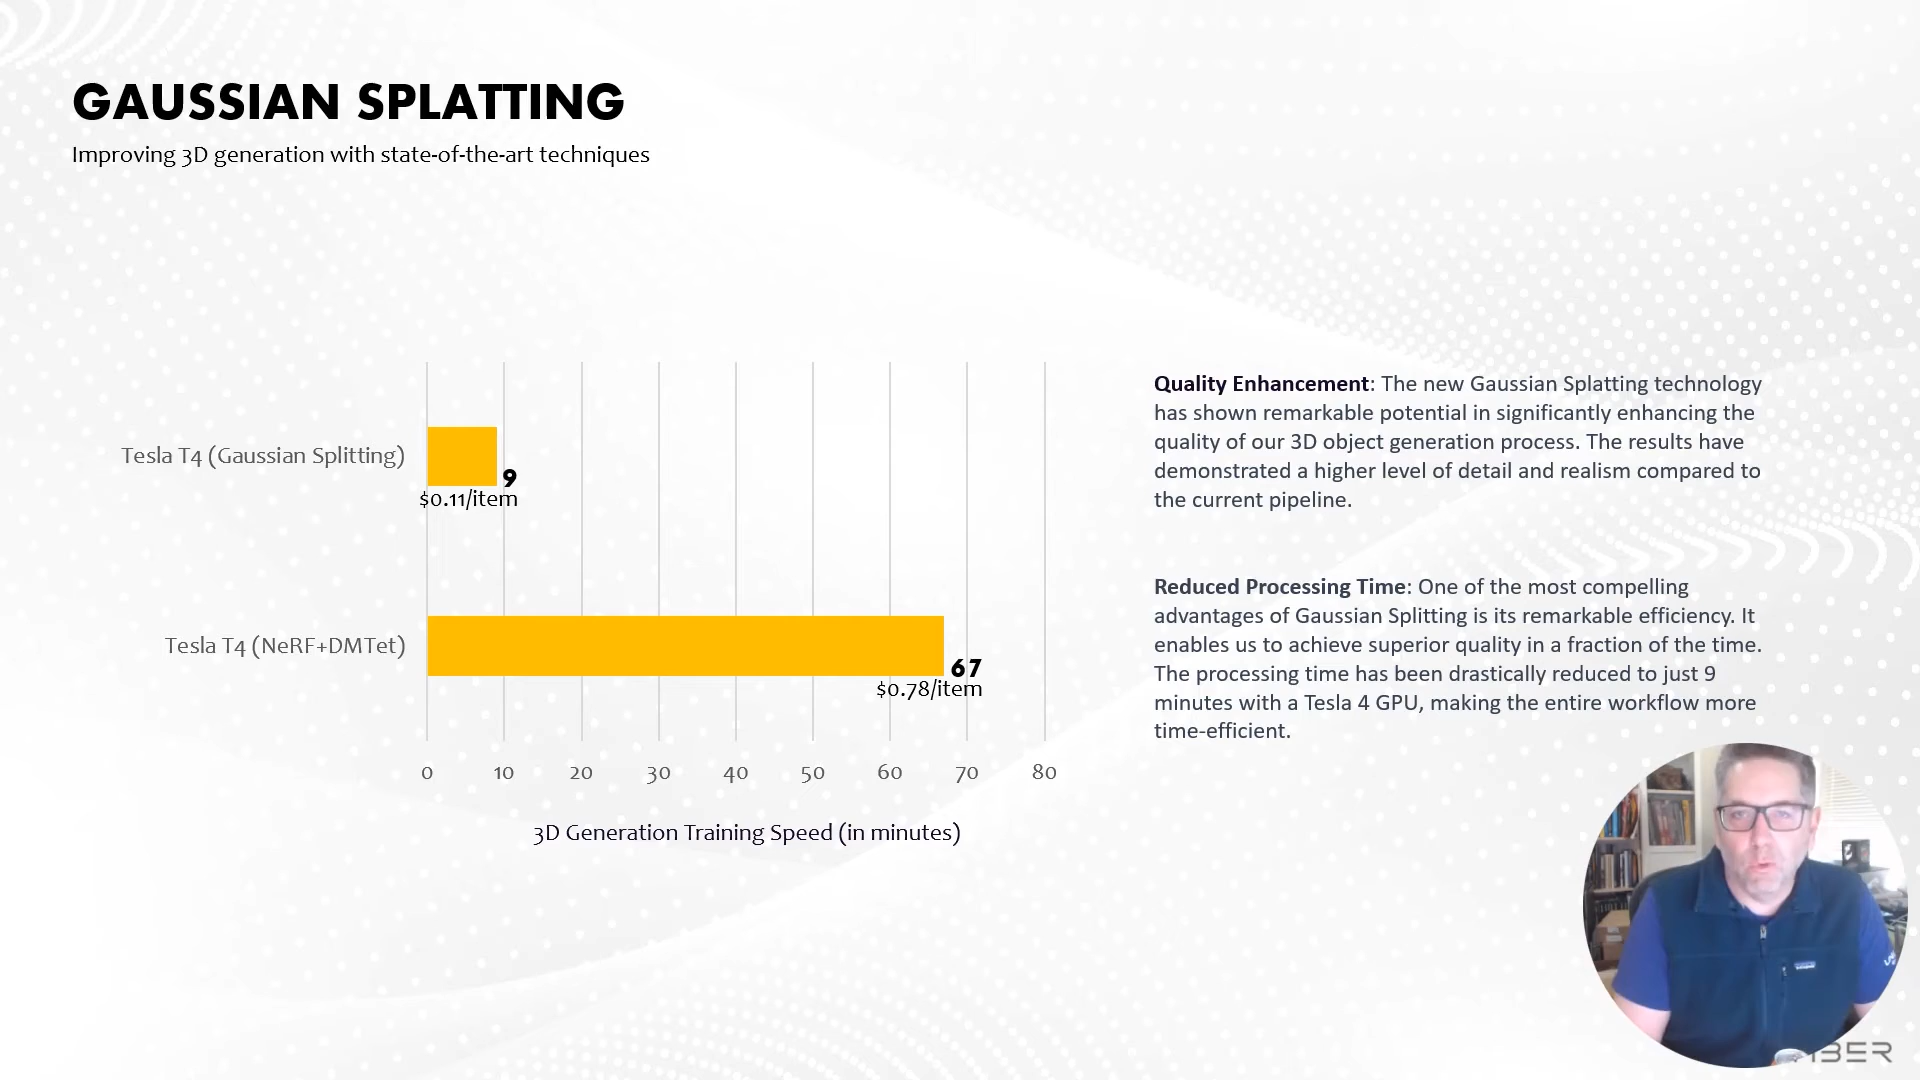 GAUSSIAN SPLATTING
Improving 3D generation with state-of-the-art techniques
Tesla T4 (Gaussian Splitting)
9
$0.11/item
Tesla T4 (NeRF+DMTet)
67
$0.78/item
0 10 20 30 40 50 60 70 80
3D Generation Training Speed (in minutes)
Quality Enhancement: The new Gaussian Splatting technology
has shown remarkable potential in significantly enhancing the
quality of our 3D object generation process. The results have
demonstrated a higher level of detail and realism compared to
the current pipeline.
Reduced Processing Time: One of the most compelling
advantages of Gaussian Splitting is its remarkable efficiency. It
enables us to achieve superior quality in a fraction of the time.
The processing time has been drastically reduced to just 9
minutes with a Tesla 4 GPU, making the entire workflow more
time-efficient.